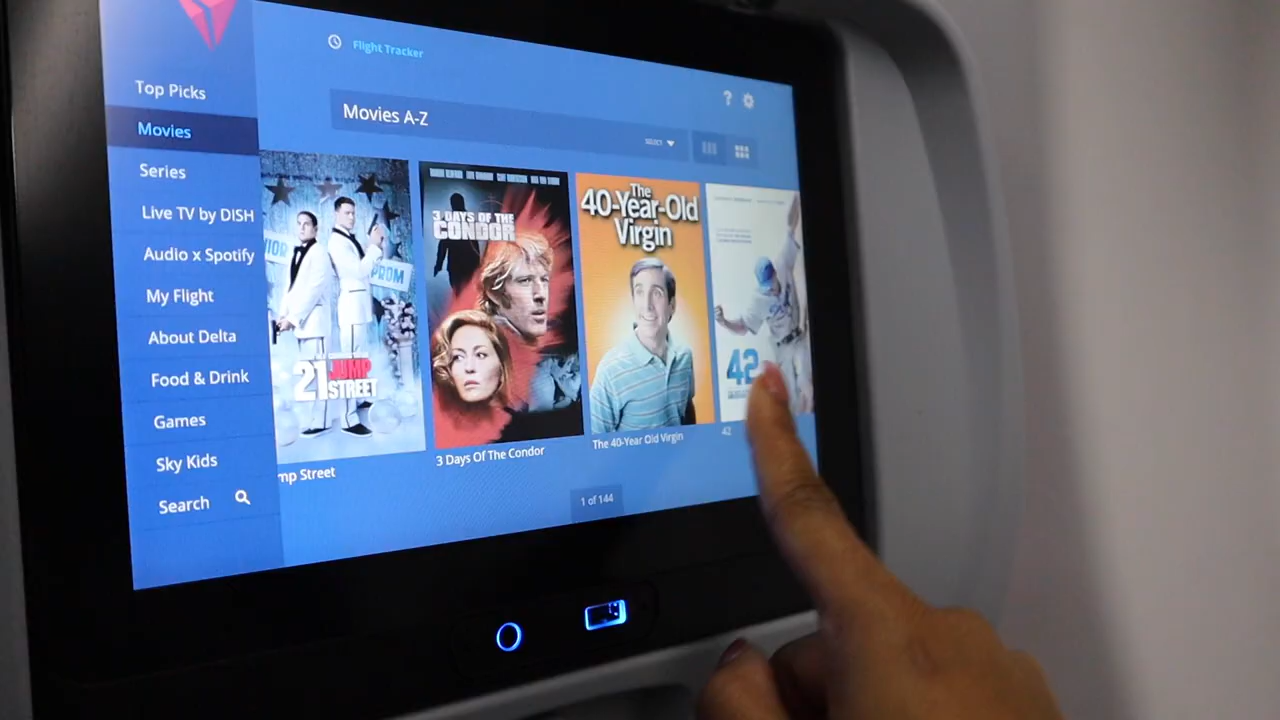 Flight Tracker
?
Top Picks
Movies
Series
Live TV by DISH
Audio x Spotify
My Flight
About Delta
Food & Drink
Games
Sky Kids
Search
Movies A-Z
SELECT
PROM
21 JUMP
STREET
mp Street
3 DAYS OF THE
CONDOR
3 Days Of The Condor
The
40-Year-Old
Virgin
The 40-Year Old Virgin
42
42
1 of 144